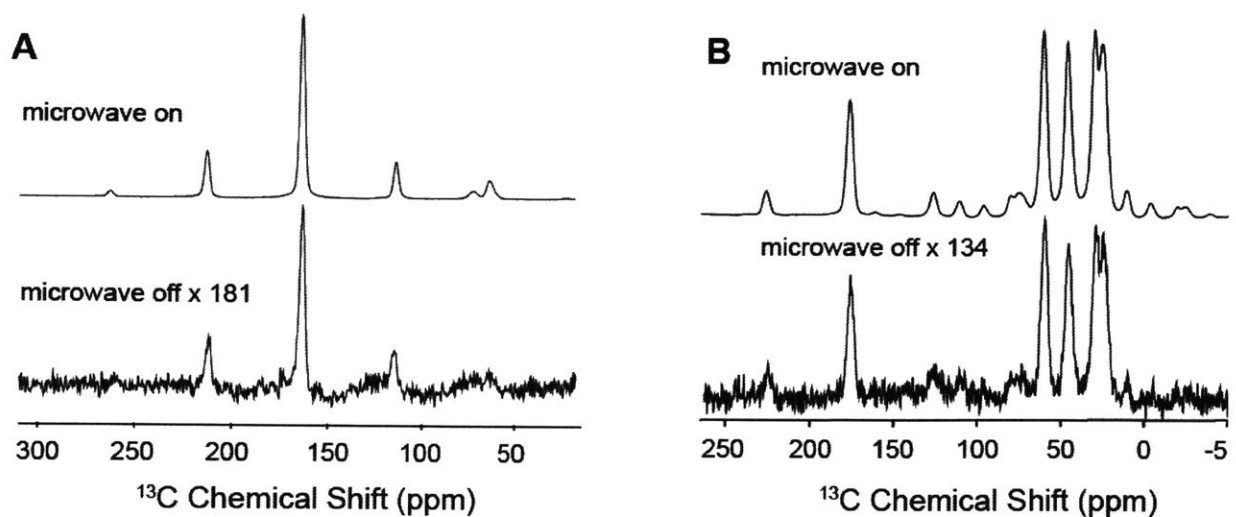 A
microwave on
microwave off x 181
300 250 200 150 100 50
¹³C Chemical Shift (ppm)
B
microwave on
microwave off x 134
250 200 150 100 50 0 -5
¹³C Chemical Shift (ppm)